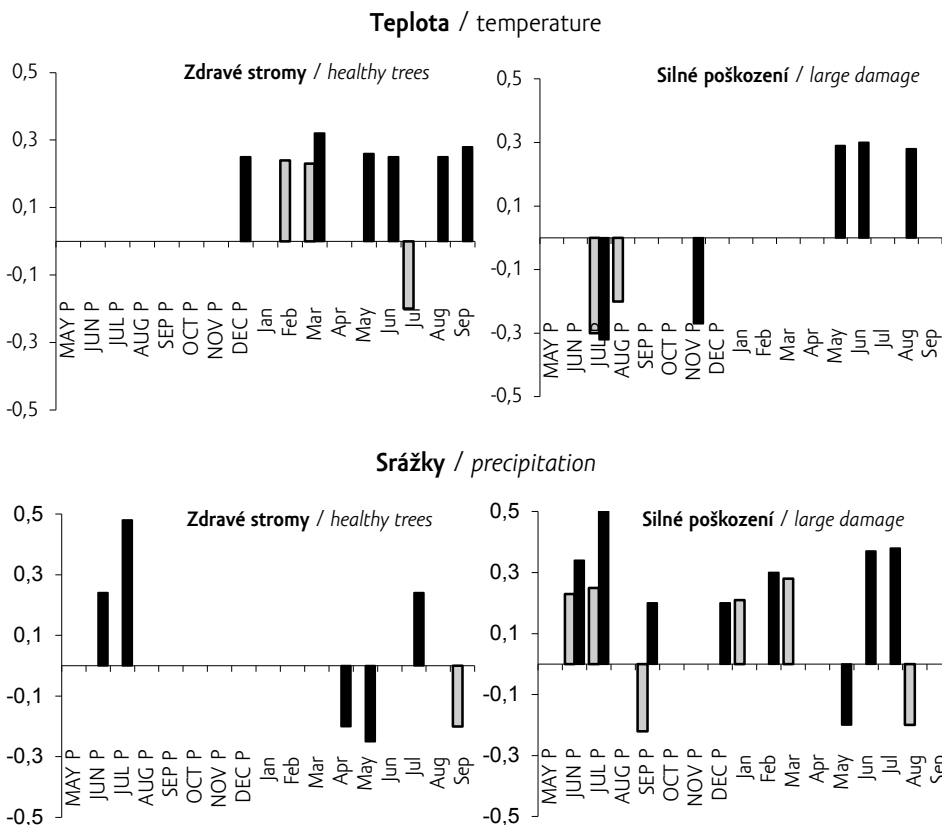 Teplota / temperature
Zdravé stromy / healthy trees
0,5
0,3
0,1
-0,1
-0,3
-0,5
MAY P
JUN P
JUL P
AUG P
SEP P
OCT P
NOV P
DEC P
Jan
Feb
Mar
Apr
May
Jun
Jul
Aug
Sep
Silné poškození / large damage
0,5
0,3
0,1
-0,1
-0,3
-0,5
MAY P
JUN P
JUL P
AUG P
SEP P
OCT P
NOV P
DEC P
Jan
Feb
Mar
Apr
May
Jun
Jul
Aug
Sep
Srážky / precipitation
Zdravé stromy / healthy trees
0,5
0,3
0,1
-0,1
-0,3
-0,5
MAY P
JUN P
JUL P
AUG P
SEP P
OCT P
NOV P
DEC P
Jan
Feb
Mar
Apr
May
Jun
Jul
Aug
Sep
Silné poškození / large damage
0,5
0,3
0,1
-0,1
-0,3
-0,5
MAY P
JUN P
JUL P
AUG P
SEP P
OCT P
NOV P
DEC P
Jan
Feb
Mar
Apr
May
Jun
Jul
Aug
Sep